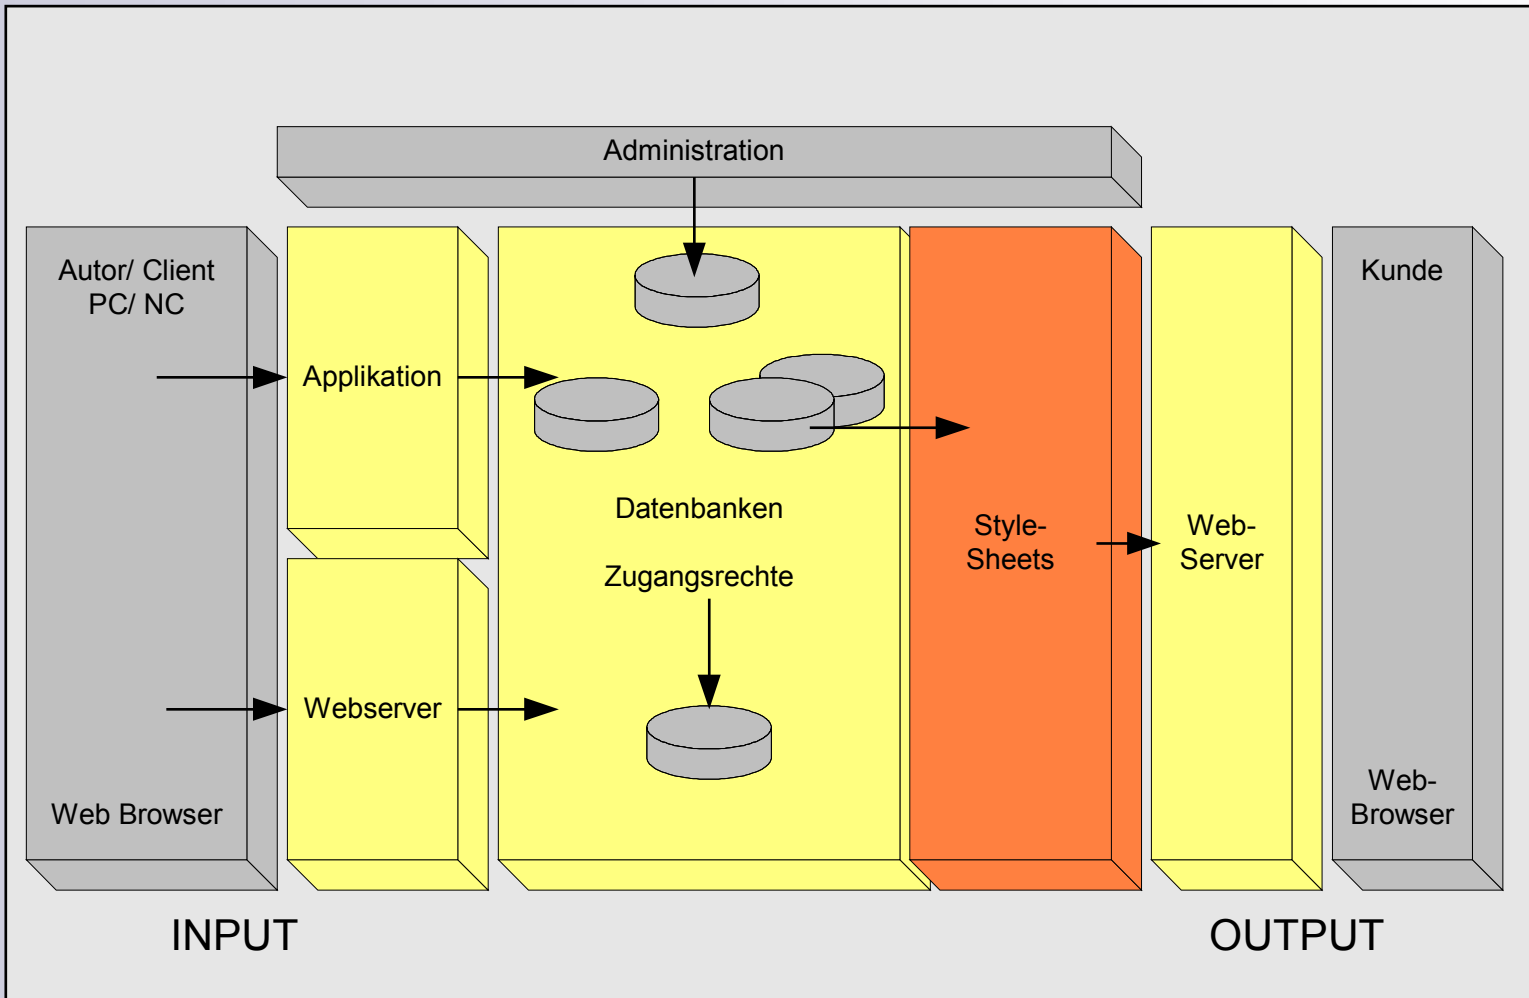 Administration
Autor/ Client
PC/ NC
Web Browser
Applikation
Webserver
Datenbanken
Zugangsrechte
Style-
Sheets
Web-
Server
Kunde
Web-
Browser
INPUT
OUTPUT